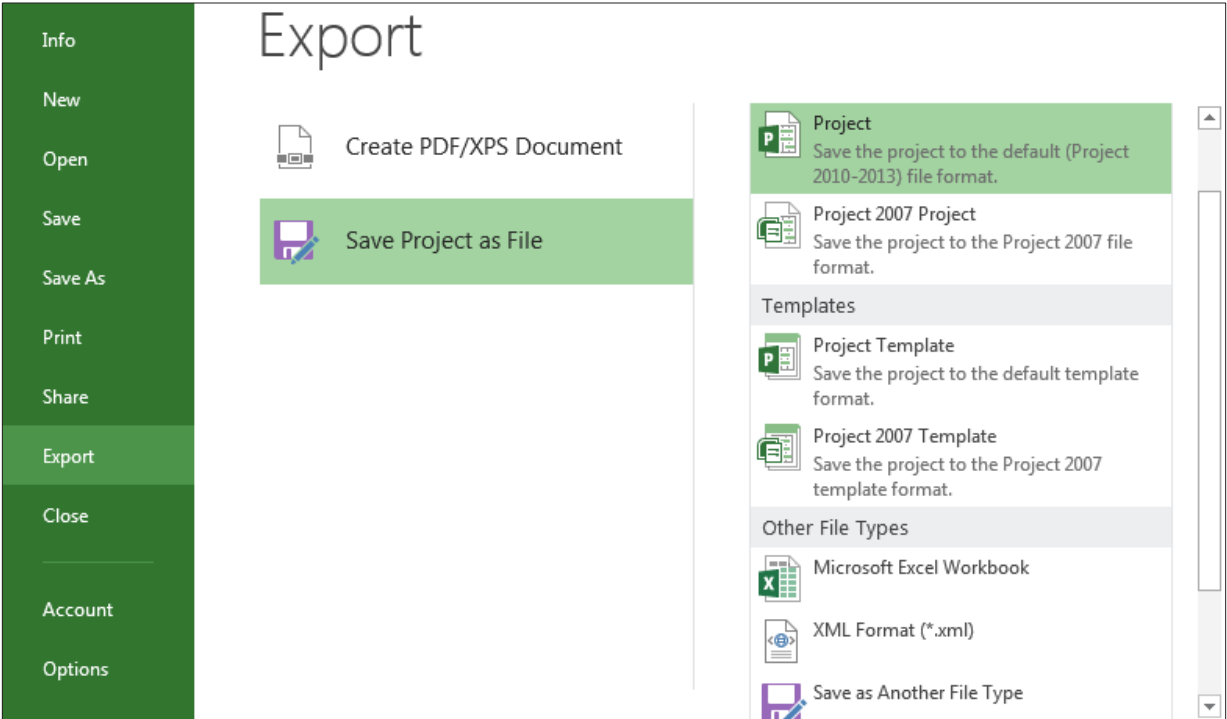 Info
New
Open
Save
Save As
Print
Share
Export
Close
Account
Options
Export
Create PDF/XPS Document
Save Project as File
Project
Save the project to the default (Project
2010-2013) file format.
Project 2007 Project
Save the project to the Project 2007 file
format.
Templates
Project Template
Save the project to the default template
format.
Project 2007 Template
Save the project to the Project 2007
template format.
Other File Types
Microsoft Excel Workbook
XML Format (*.xml)
Save as Another File Type